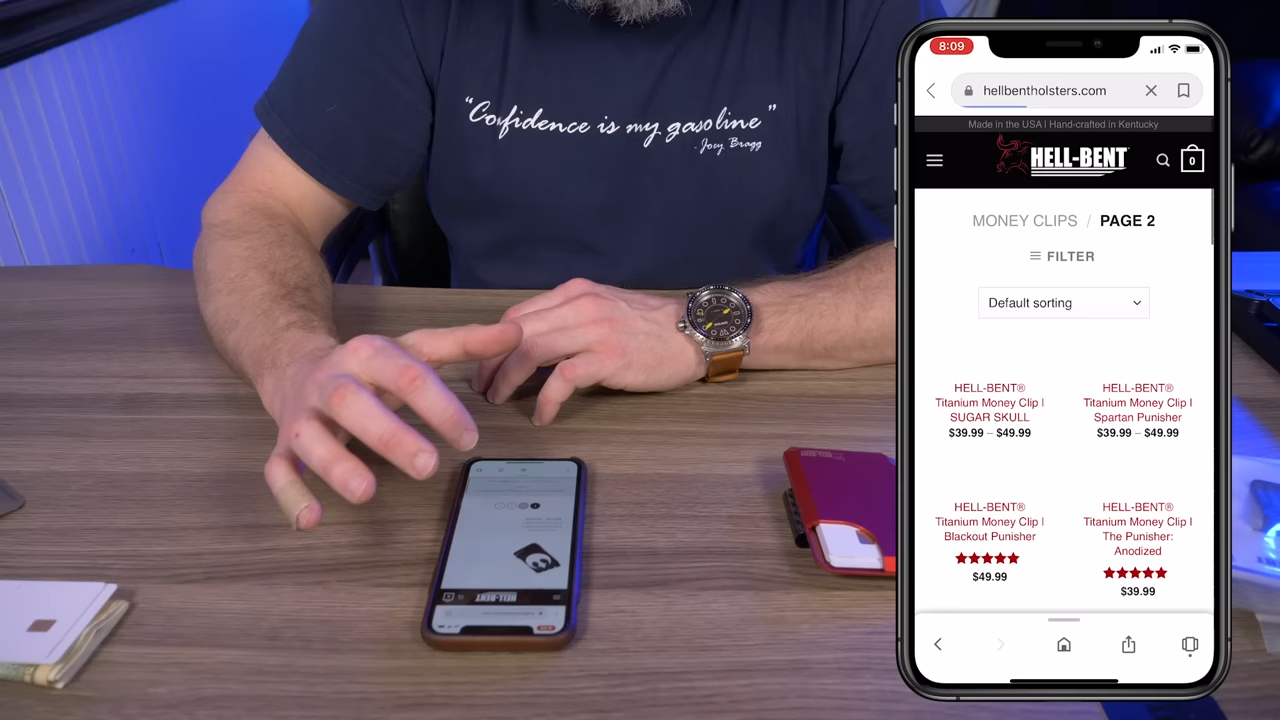 "Confidence is my gasoline"
- Joey Bragg
8:09
hellbentholsters.com
Made in the USA | Hand-crafted in Kentucky
HELL-BENT
0
MONEY CLIPS / PAGE 2
FILTER
Default sorting
HELL-BENT®
Titanium Money Clip |
SUGAR SKULL
$39.99 – $49.99
HELL-BENT®
Titanium Money Clip |
Spartan Punisher
$39.99 – $49.99
HELL-BENT®
Titanium Money Clip |
Blackout Punisher
$49.99
HELL-BENT®
Titanium Money Clip |
The Punisher:
Anodized
$39.99
HELL-BENT